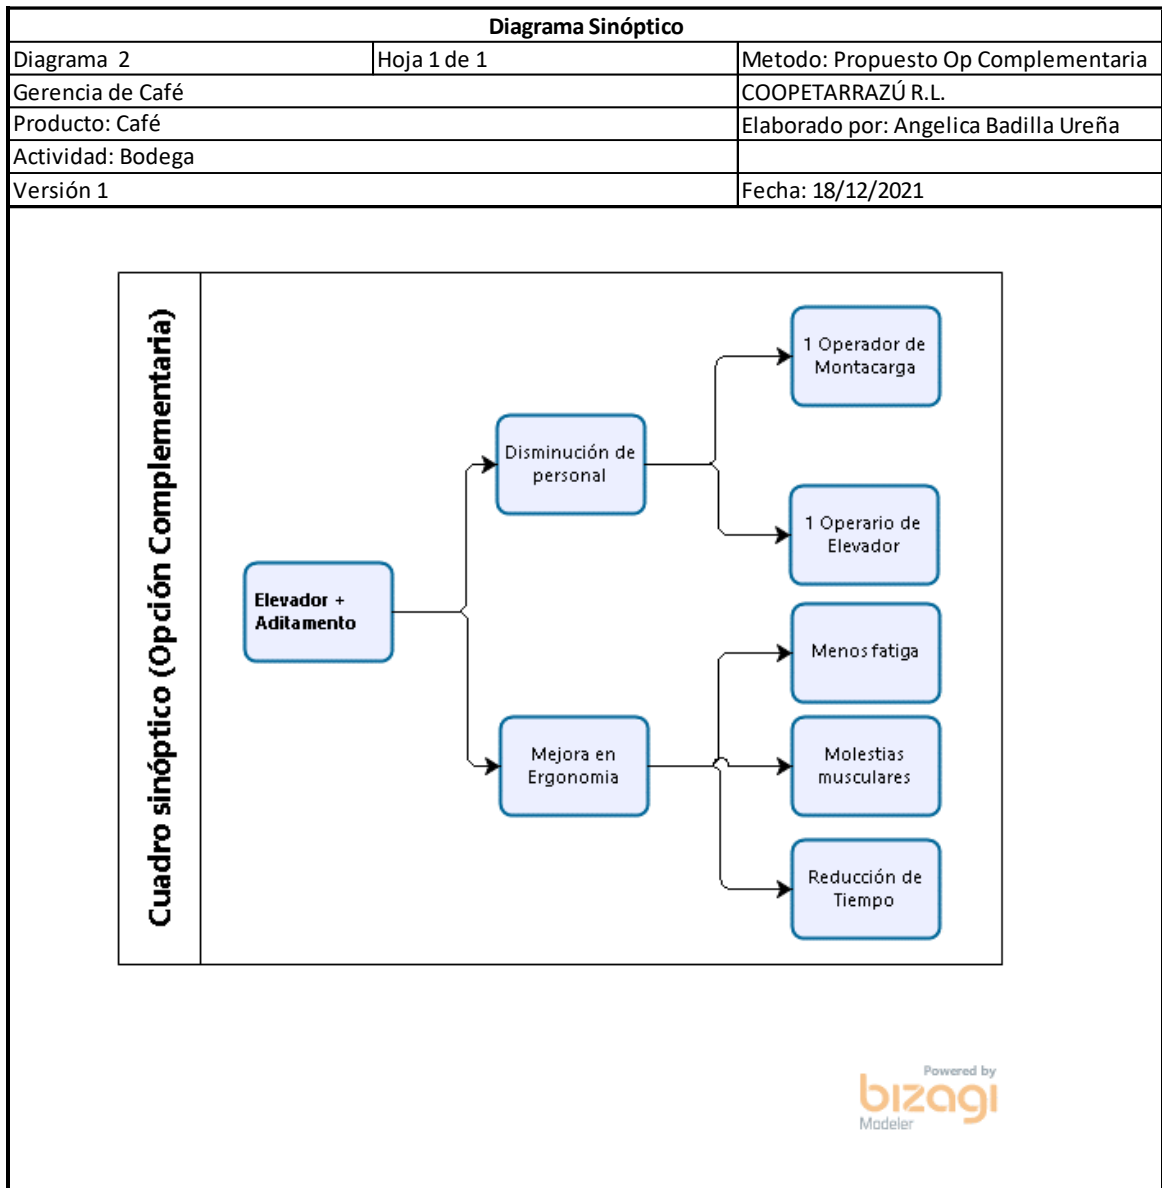 Diagrama Sinóptico
Diagrama 2
Hoja 1 de 1
Metodo: Propuesto Op Complementaria
Gerencia de Café
COOPETARRAZÚ R.L.
Producto: Café
Elaborado por: Angelica Badilla Ureña
Actividad: Bodega
Versión 1
Fecha: 18/12/2021
Cuadro sinóptico (Opción Complementaria)
Elevador +
Aditamento
Disminución de
personal
1 Operador de
Montacarga
1 Operario de
Elevador
Mejora en
Ergonomia
Menos fatiga
Molestias
musculares
Reducción de
Tiempo
Powered by
bizagi
Modeler